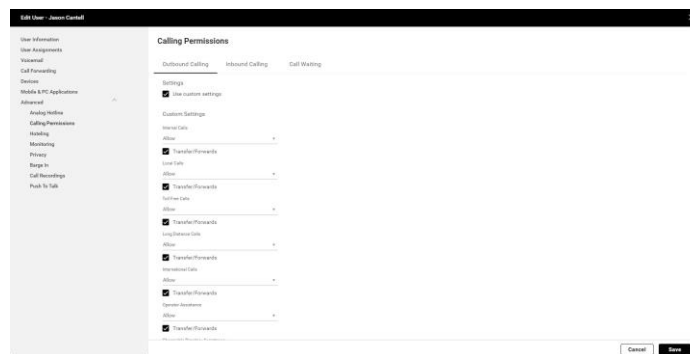 Edit User - Jason Cantell
User Information
User Assignments
Voicemail
Call Forwarding
Devices
Mobile & PC Applications
Advanced
Analog Hotline
Calling Permissions
Hoteling
Monitoring
Privacy
Barge In
Call Recordings
Push To Talk
Calling Permissions
Outbound Calling Inbound Calling Call Waiting
Settings
Use custom settings
Custom Settings
Internal Calls
Allow
Transfer/Forwards
Local Calls
Allow
Transfer/Forwards
Toll Free Calls
Allow
Transfer/Forwards
Long Distance Calls
Allow
Transfer/Forwards
International Calls
Allow
Transfer/Forwards
Operator Assistance
Allow
Transfer/Forwards
Cancel Save